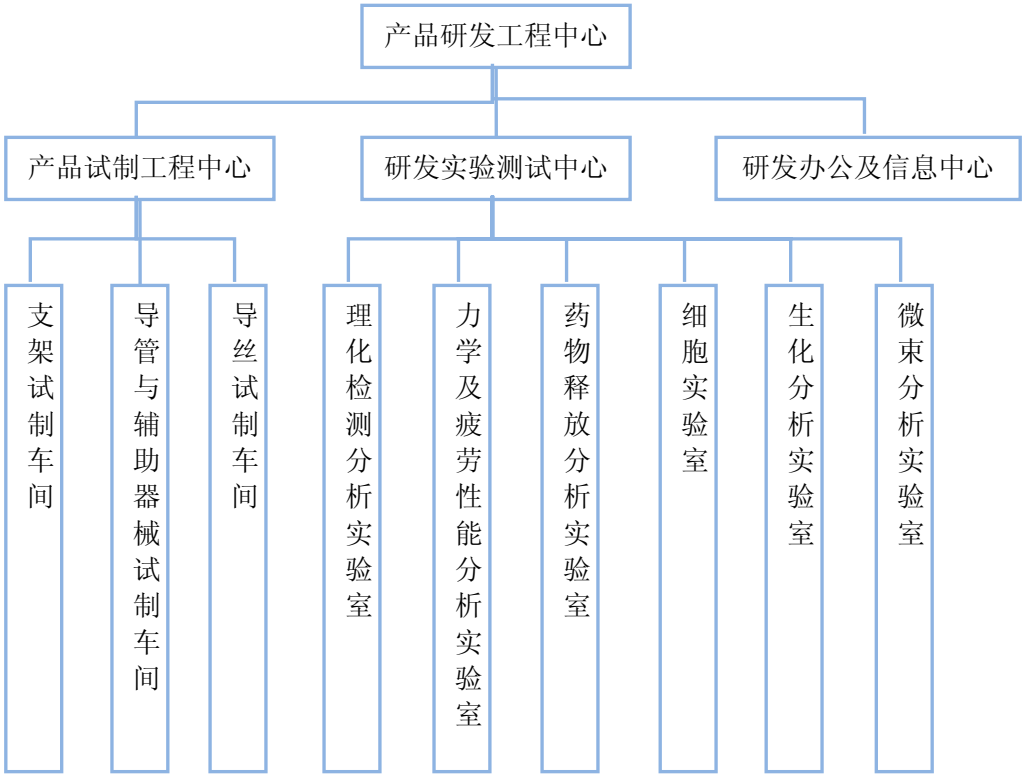 产品研发工程中心
产品试制工程中心
研发实验测试中心
研发办公及信息中心
支架试制车间
导管与辅助器械试制车间
导丝试制车间
理化检测分析实验室
力学及疲劳性能分析实验室
药物释放分析实验室
细胞实验室
生化分析实验室
微束分析实验室